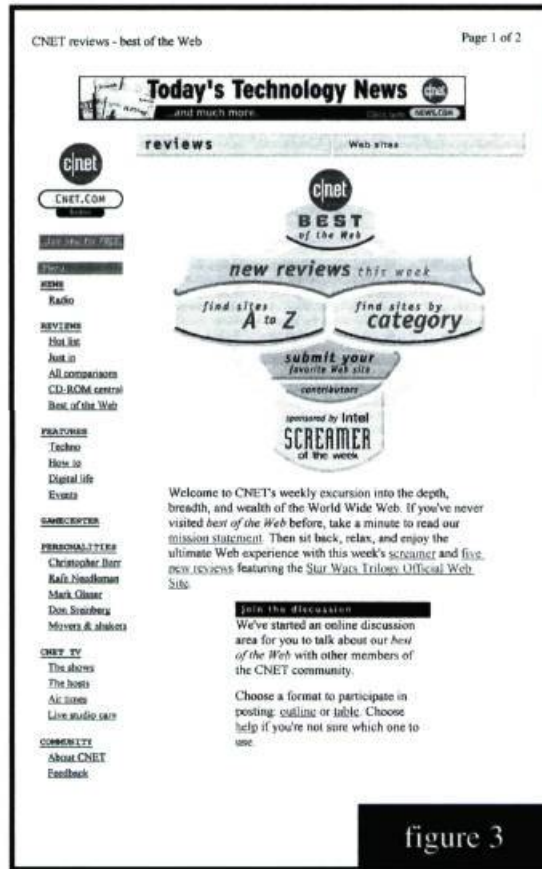 CNET reviews - best of the Web
Page 1 of 2
Today's Technology News c|net
...and much more. NEWS.COM
reviews
Web sites
c|net
CNET.COM
Menu
NEWS
Radio
REVIEWS
Hot list
Just in
All comparisons
CD-ROM central
Best of the Web
FEATURES
Techno
How to
Digital life
Events
GAMECENTER
PERSONALITIES
Christopher Barr
Rafe Needleman
Mark Glaser
Don Steinberg
Movers & shakers
CNET TV
The shows
The hosts
Air times
Live studio cam
COMMUNITY
About CNET
Feedback
c|net
BEST
of the Web
new reviews this week
find sites
A to Z
find sites by
category
submit your
favorite Web site
contributors
sponsored by Intel
SCREAMER
of the week
Welcome to CNET's weekly excursion into the depth,
breadth, and wealth of the World Wide Web. If you've never
visited best of the Web before, take a minute to read our
mission statement. Then sit back, relax, and enjoy the
ultimate Web experience with this week's screamer and five
new reviews featuring the Star Wars Trilogy Official Web
Site.
join the discussion
We've started an online discussion
area for you to talk about our best
of the Web with other members of
the CNET community.
Choose a format to participate in
posting: outline or table. Choose
help if you're not sure which one to
use.
figure 3